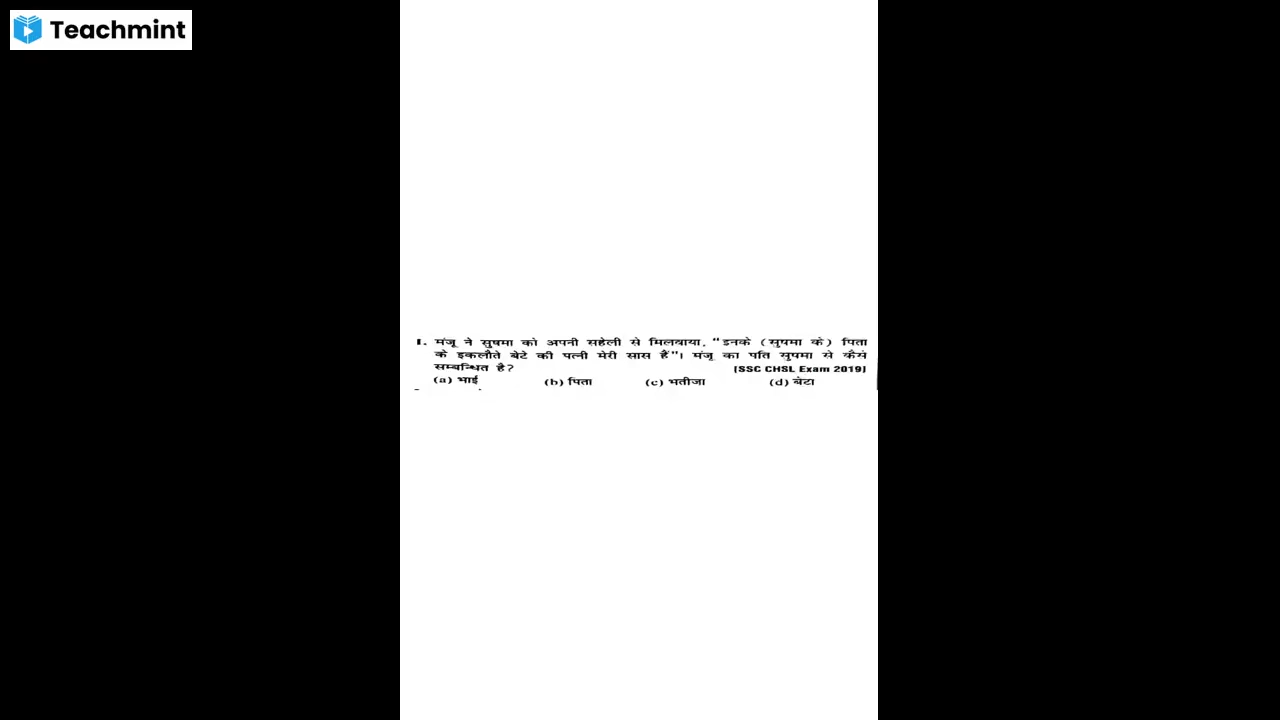 Teachmint
1. मंजू ने सुषमा को अपनी सहेली से मिलवाया, "इनके (सुषमा के) पिता
के इकलौते बेटे की पत्नी मेरी सास हैं"। मंजू का पति सुषमा से कैसे
सम्बन्धित है?
[SSC CHSL Exam 2019]
(a) भाई (b) पिता (c) भतीजा (d) बेटा